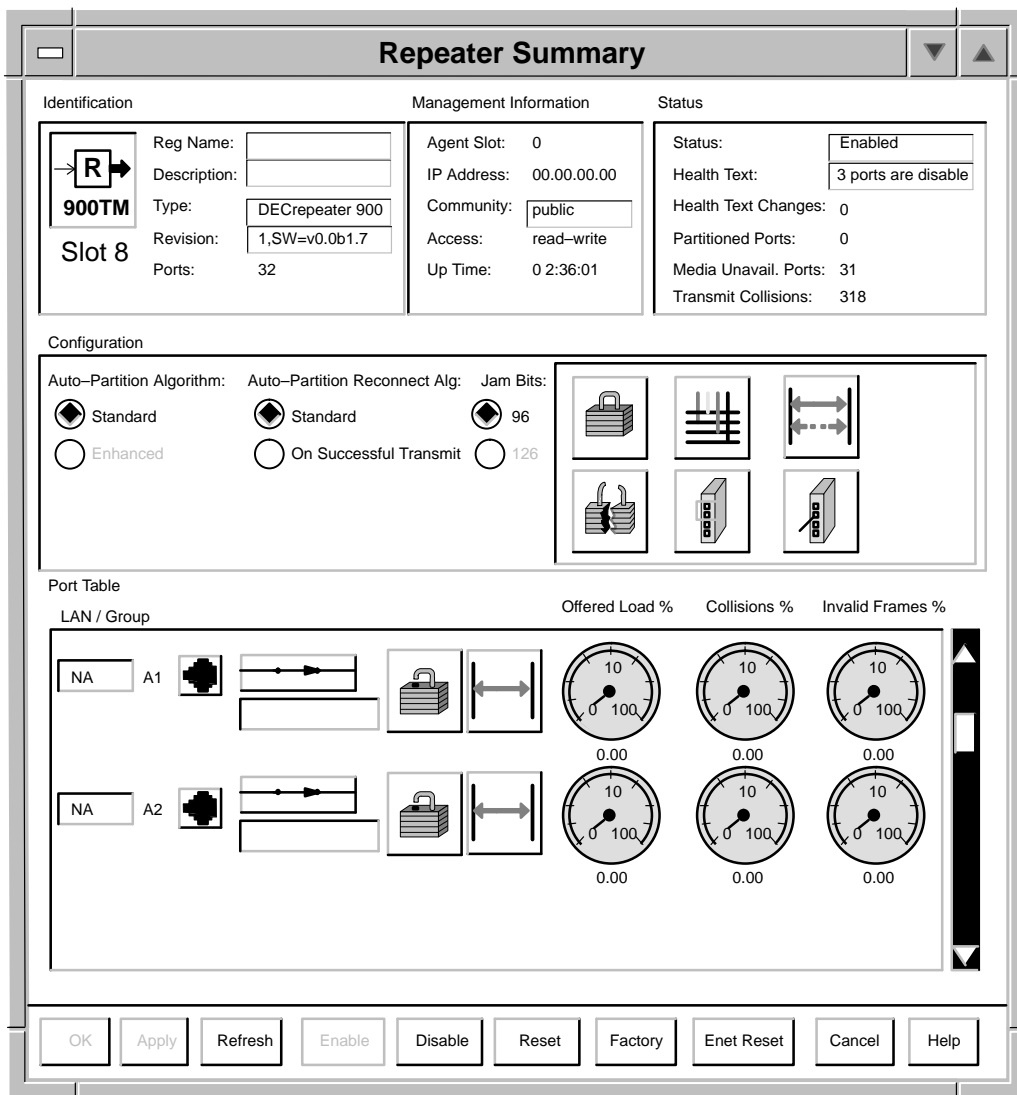 Repeater Summary
Identification
Management Information
Status
R
900TM
Slot 8
Reg Name:
Description:
Type: DECrepeater 900
Revision: 1,SW=v0.0b1.7
Ports: 32
Agent Slot: 0
IP Address: 00.00.00.00
Community: public
Access: read–write
Up Time: 0 2:36:01
Status: Enabled
Health Text: 3 ports are disable
Health Text Changes: 0
Partitioned Ports: 0
Media Unavail. Ports: 31
Transmit Collisions: 318
Configuration
Auto–Partition Algorithm: Auto–Partition Reconnect Alg: Jam Bits:
Standard Standard 96
Enhanced On Successful Transmit 126
Port Table
LAN / Group Offered Load % Collisions % Invalid Frames %
NA A1
10 10 10
0 100 0 100 0 100
0.00 0.00 0.00
NA A2
10 10 10
0 100 0 100 0 100
0.00 0.00 0.00
OK Apply Refresh Enable Disable Reset Factory Enet Reset Cancel Help